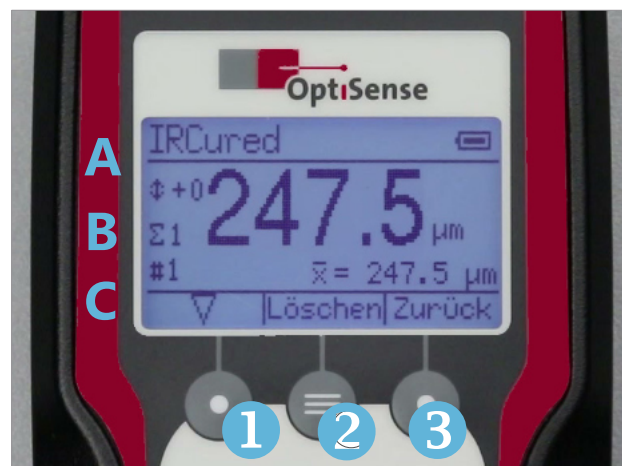 OptiSense
IRCured
A
⇕+0 247.5 µm
B
Σ1
#1 x̄ = 247.5 µm
C
▽ Löschen Zurück
1 2 3